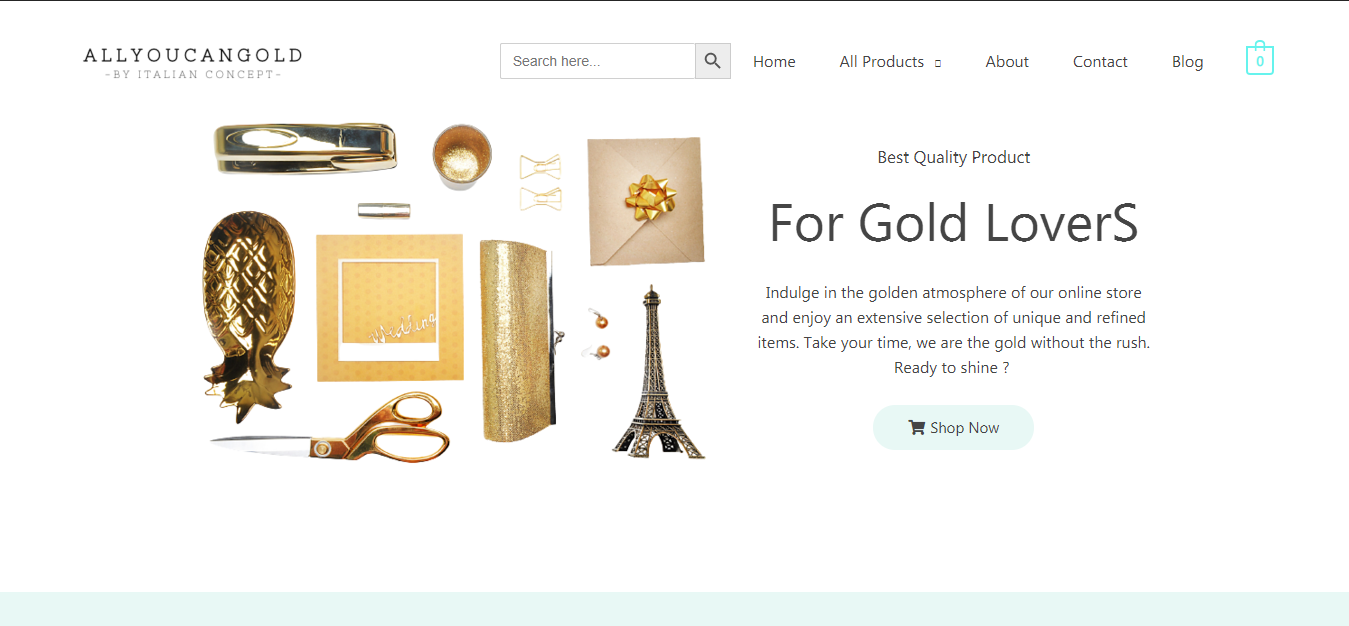 ALLYOUCANGOLD
-BY ITALIAN CONCEPT-
Search here...
Home
All Products
About
Contact
Blog
0
Best Quality Product
For Gold LoverS
wedding
Indulge in the golden atmosphere of our online store
and enjoy an extensive selection of unique and refined
items. Take your time, we are the gold without the rush.
Ready to shine ?
Shop Now